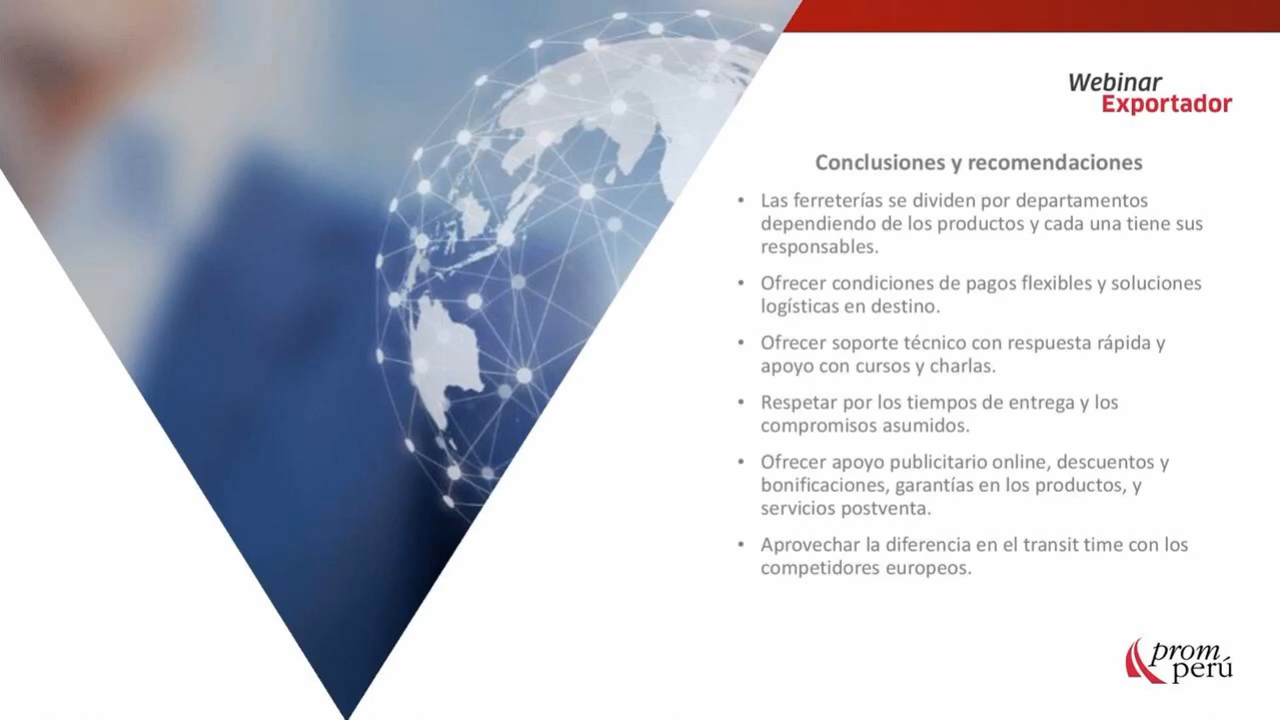 Webinar
Exportador
Conclusiones y recomendaciones
• Las ferreterías se dividen por departamentos
dependiendo de los productos y cada una tiene sus
responsables.
• Ofrecer condiciones de pagos flexibles y soluciones
logísticas en destino.
• Ofrecer soporte técnico con respuesta rápida y
apoyo con cursos y charlas.
• Respetar por los tiempos de entrega y los
compromisos asumidos.
• Ofrecer apoyo publicitario online, descuentos y
bonificaciones, garantías en los productos, y
servicios postventa.
• Aprovechar la diferencia en el transit time con los
competidores europeos.
prom
perú